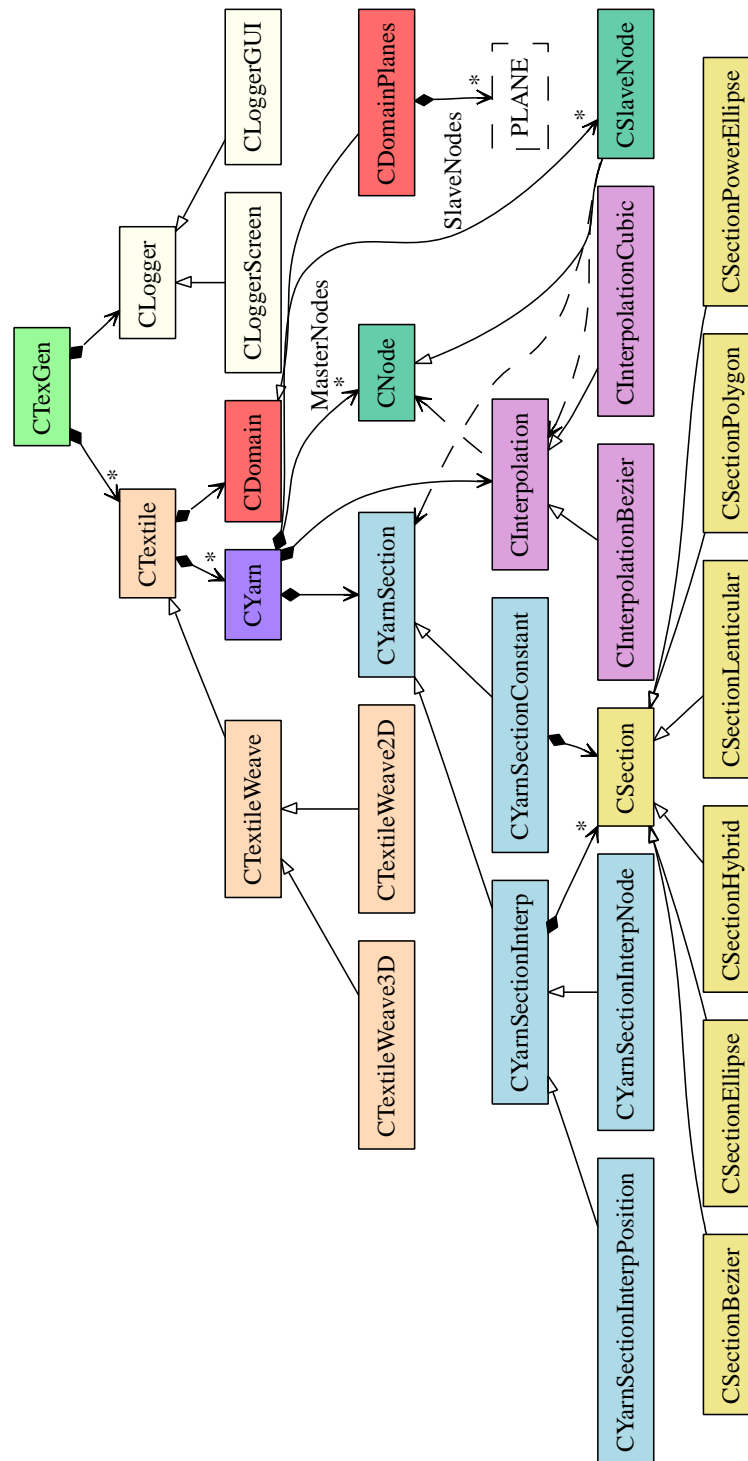 CTexGen
CTextile
*
CLogger
CTextileWeave
CYarn
*
CDomain
CLoggerScreen
CLoggerGUI
CTextileWeave3D
CTextileWeave2D
CYarnSection
MasterNodes
*
CNode
CDomainPlanes
SlaveNodes
CYarnSectionInterp
CYarnSectionConstant
CInterpolation
*
PLANE
CYarnSectionInterpPosition
CYarnSectionInterpNode
*
CSection
CInterpolationBezier
CInterpolationCubic
*
CSlaveNode
CSectionBezier
CSectionEllipse
CSectionHybrid
CSectionLenticular
CSectionPolygon
CSectionPowerEllipse